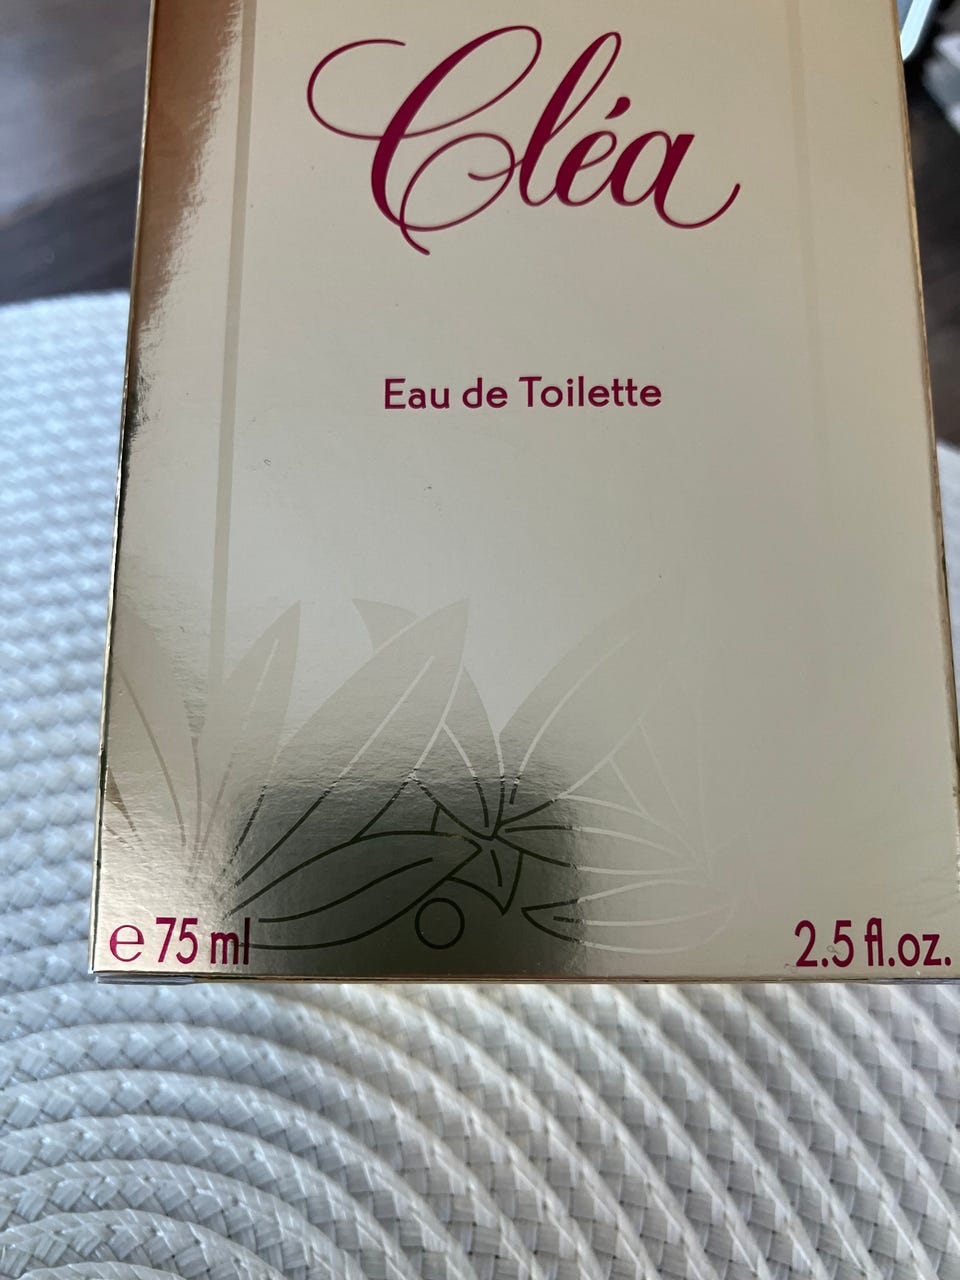 Cléa
Eau de Toilette
℮ 75 ml 2.5 fl.oz.